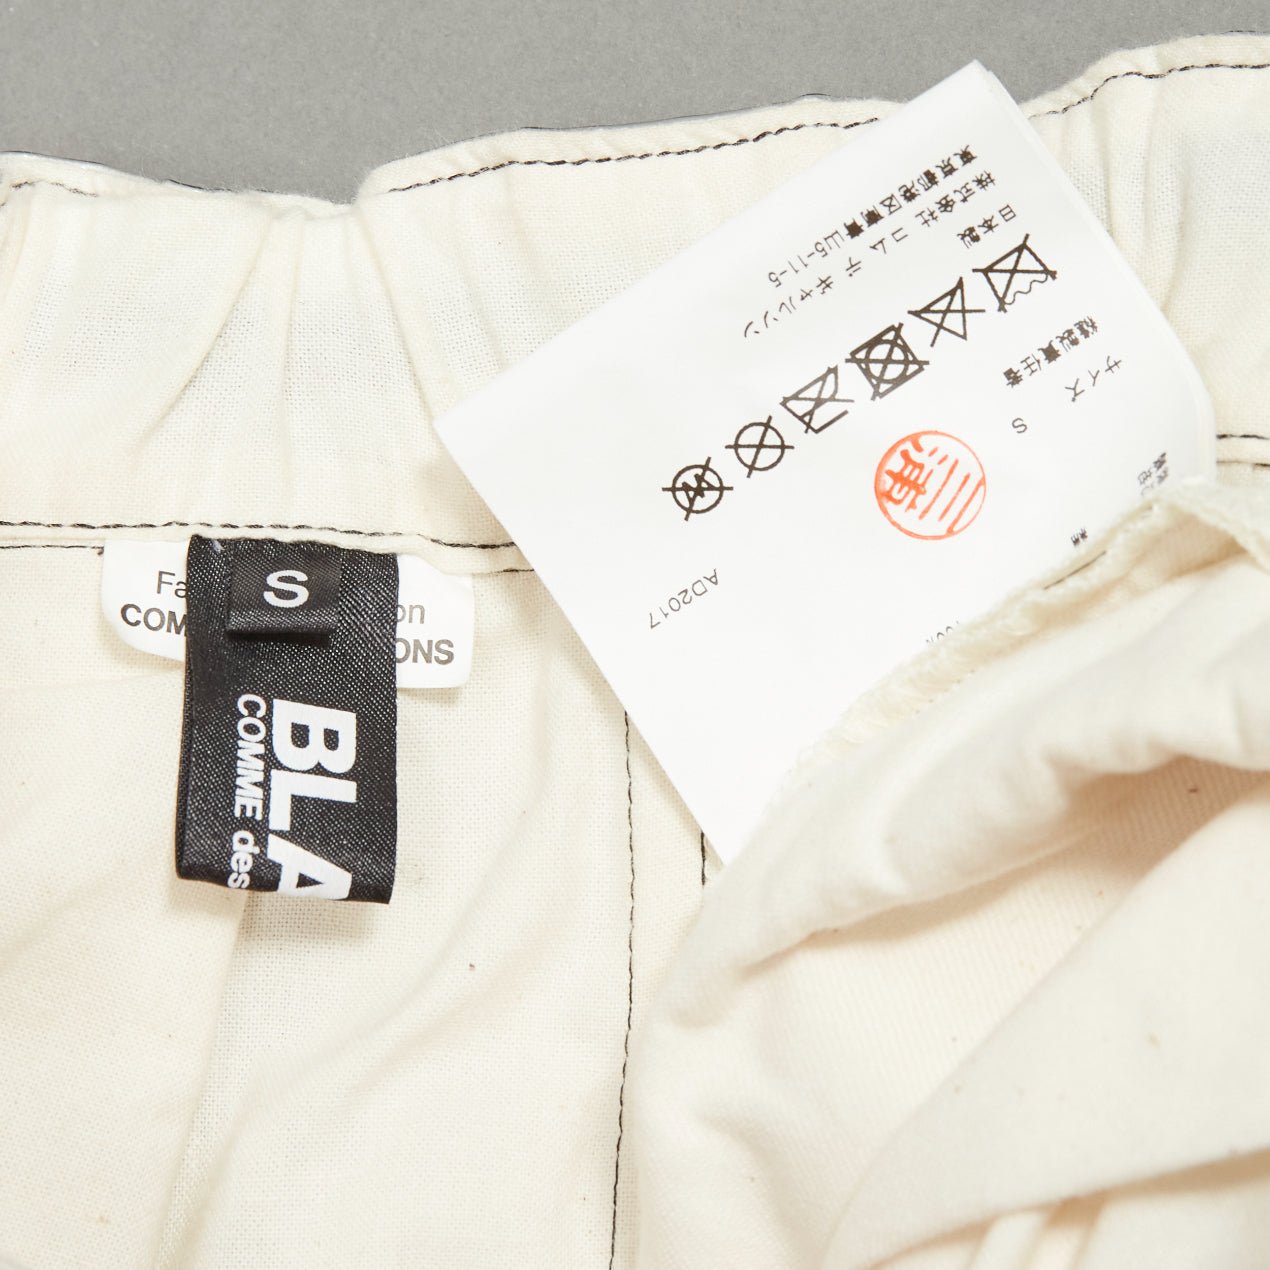 S
BLA
COMME des
Fa
on
COM
ONS
東京都港区南青山5-11-5
株式会社 コム デ ギャルソン
日本製
縫製責任者
サイズ
S
AD2017